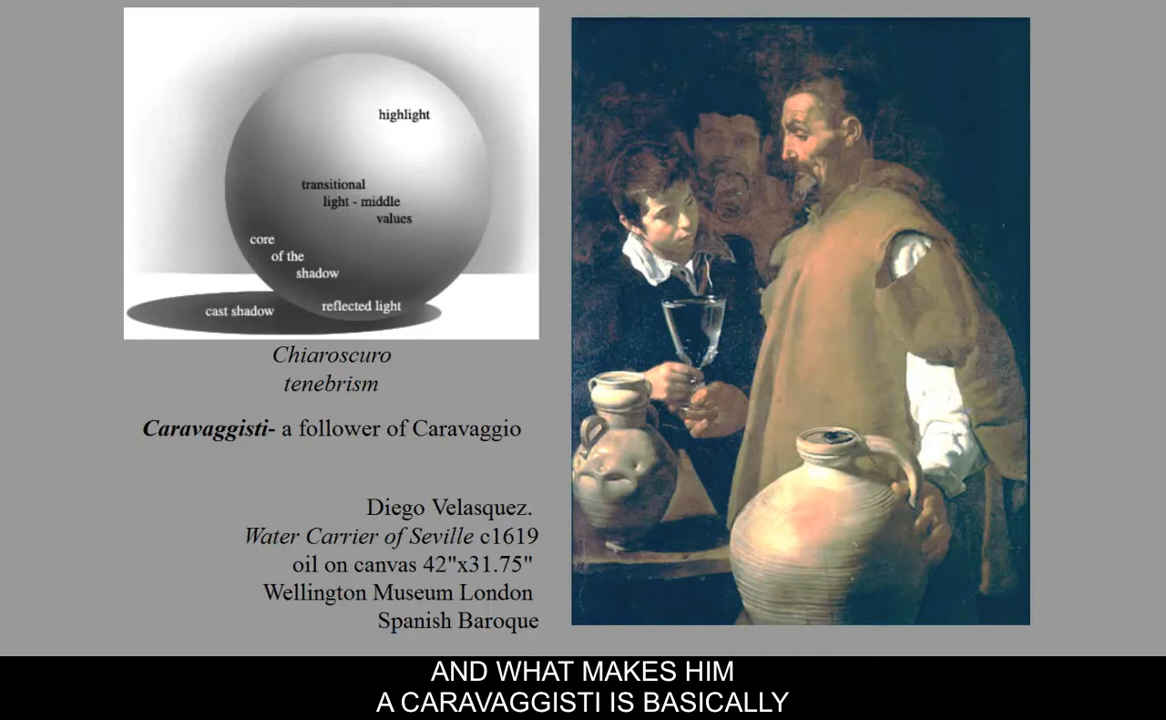 highlight
transitional
light - middle
values
core
of the
shadow
cast shadow
reflected light
Chiaroscuro
tenebrism
Caravaggisti- a follower of Caravaggio
Diego Velasquez.
Water Carrier of Seville c1619
oil on canvas 42"x31.75"
Wellington Museum London
Spanish Baroque
AND WHAT MAKES HIM
A CARAVAGGISTI IS BASICALLY